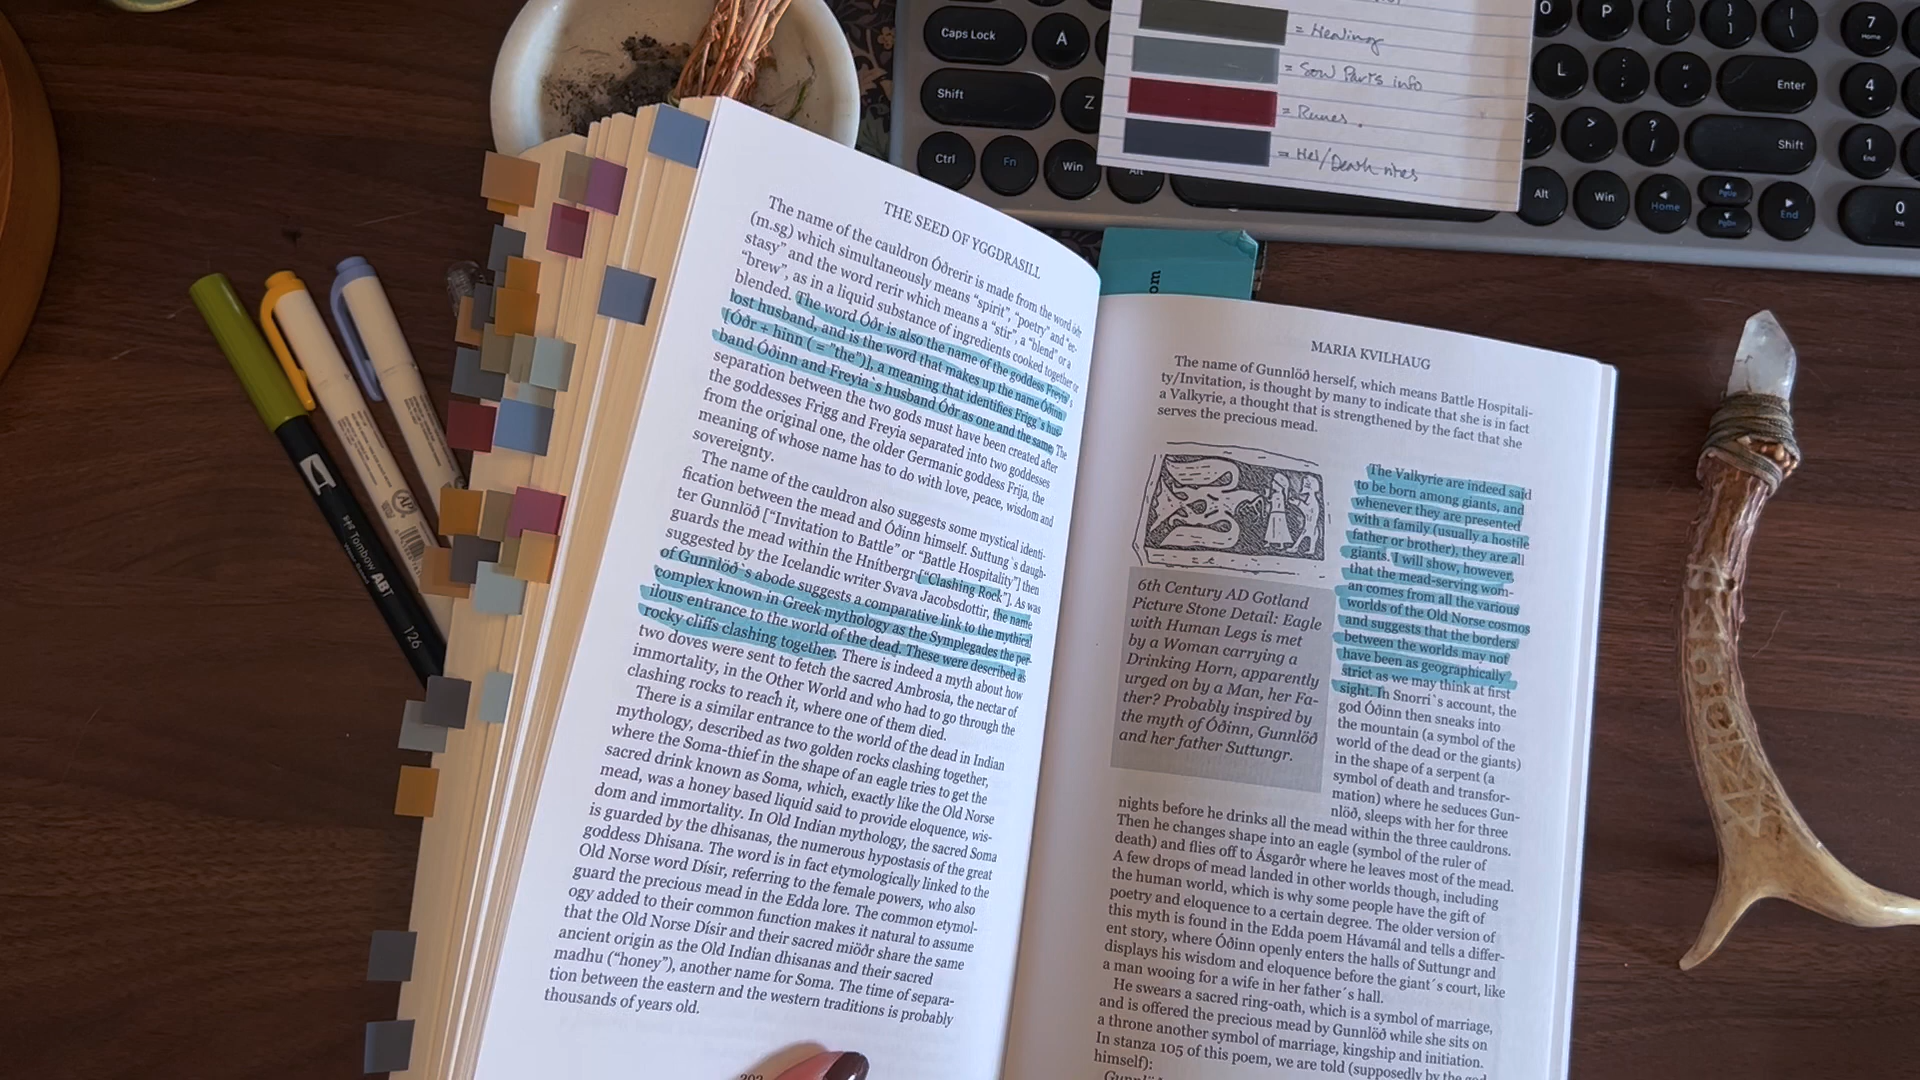 = Healing
= Soul Parts info
= Runes.
= Hel/Death rites
Caps Lock
A
Shift
Z
Ctrl
Fn
Win
Alt
O
P
{
[
}
]
|
\
7
Home
L
:
;
"
Enter
4
>
.
?
/
Shift
1
End
Alt
Win
Home
PgUp
PgDn
End
0
Ins
om
Tombow ABT
126
AP
THE SEED OF YGGDRASILL
The name of the cauldron Óðrerir is made from the word óðr
(m.sg) which simultaneously means "spirit", "poetry" and "ec-
stasy" and the word rerir which means a "stir", a "blend" or a
"brew", as in a liquid substance of ingredients cooked together or
blended. The word Óðr is also the name of the goddess Freyia`s
lost husband, and is the word that makes up the name Óðinn
[Óðr + hinn ( = "the")], a meaning that identifies Frigg`s hus-
band Óðinn and Freyia`s husband Óðr as one and the same. The
separation between the two gods must have been created after
the goddesses Frigg and Freyia separated into two goddesses
from the original one, the older Germanic goddess Frija, the
meaning of whose name has to do with love, peace, wisdom and
sovereignty.
The name of the cauldron also suggests some mystical identi-
fication between the mead and Óðinn himself. Suttung`s daugh-
ter Gunnlöð ["Invitation to Battle" or "Battle Hospitality"] then
guards the mead within the Hnítbergr ["Clashing Rock"]. As was
suggested by the Icelandic writer Svava Jacobsdottir, the name
of Gunnlöð`s abode suggests a comparative link to the mythical
complex known in Greek mythology as the Symplegades the per-
ilous entrance to the world of the dead. These were described as
rocky cliffs clashing together. There is indeed a myth about how
two doves were sent to fetch the sacred Ambrosia, the nectar of
immortality, in the Other World and who had to go through the
clashing rocks to reach it, where one of them died.
There is a similar entrance to the world of the dead in Indian
mythology, described as two golden rocks clashing together,
where the Soma-thief in the shape of an eagle tries to get the
sacred drink known as Soma, which, exactly like the Old Norse
mead, was a honey based liquid said to provide eloquence, wis-
dom and immortality. In Old Indian mythology, the sacred Soma
is guarded by the dhisanas, the numerous hypostasis of the great
goddess Dhisana. The word is in fact etymologically linked to the
Old Norse word Dísir, referring to the female powers, who also
guard the precious mead in the Edda lore. The common etymol-
ogy added to their common function makes it natural to assume
that the Old Norse Dísir and their sacred miöðr share the same
ancient origin as the Old Indian dhisanas and their sacred
madhu ("honey"), another name for Soma. The time of separa-
tion between the eastern and the western traditions is probably
thousands of years old.
MARIA KVILHAUG
The name of Gunnlöð herself, which means Battle Hospitali-
ty/Invitation, is thought by many to indicate that she is in fact
a Valkyrie, a thought that is strengthened by the fact that she
serves the precious mead.
The Valkyrie are indeed said
to be born among giants, and
whenever they are presented
with a family (usually a hostile
father or brother), they are all
giants. I will show, however,
that the mead-serving wom-
an comes from all the various
worlds of the Old Norse cosmos
and suggests that the borders
between the worlds may not
have been as geographically
strict as we may think at first
sight. In Snorri`s account, the
god Óðinn then sneaks into
the mountain (a symbol of the
world of the dead or the giants)
in the shape of a serpent (a
symbol of death and transfor-
mation) where he seduces Gun-
nlöð, sleeps with her for three
6th Century AD Gotland
Picture Stone Detail: Eagle
with Human Legs is met
by a Woman carrying a
Drinking Horn, apparently
urged on by a Man, her Fa-
ther? Probably inspired by
the myth of Óðinn, Gunnlöð
and her father Suttungr.
nights before he drinks all the mead within the three cauldrons.
Then he changes shape into an eagle (symbol of the ruler of
death) and flies off to Ásgarðr where he leaves most of the mead.
A few drops of mead landed in other worlds though, including
the human world, which is why some people have the gift of
poetry and eloquence to a certain degree. The older version of
this myth is found in the Edda poem Hávamál and tells a differ-
ent story, where Óðinn openly enters the halls of Suttungr and
displays his wisdom and eloquence before the giant´s court, like
a man wooing for a wife in her father´s hall.
He swears a sacred ring-oath, which is a symbol of marriage,
and is offered the precious mead by Gunnlöð while she sits on
a throne another symbol of marriage, kingship and initiation.
In stanza 105 of this poem, we are told (supposedly by the god
himself):